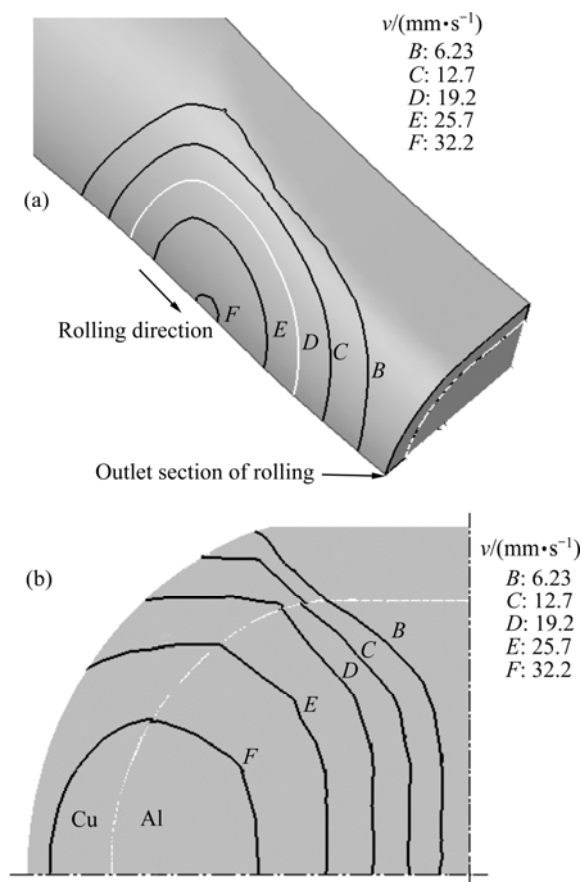 v/(mm•s⁻¹)
B: 6.23
C: 12.7
D: 19.2
E: 25.7
F: 32.2
(a)
F
E
D
C
B
Rolling direction
Outlet section of rolling
(b)
v/(mm•s⁻¹)
B: 6.23
C: 12.7
D: 19.2
E: 25.7
F: 32.2
B
C
D
E
F
Cu
Al